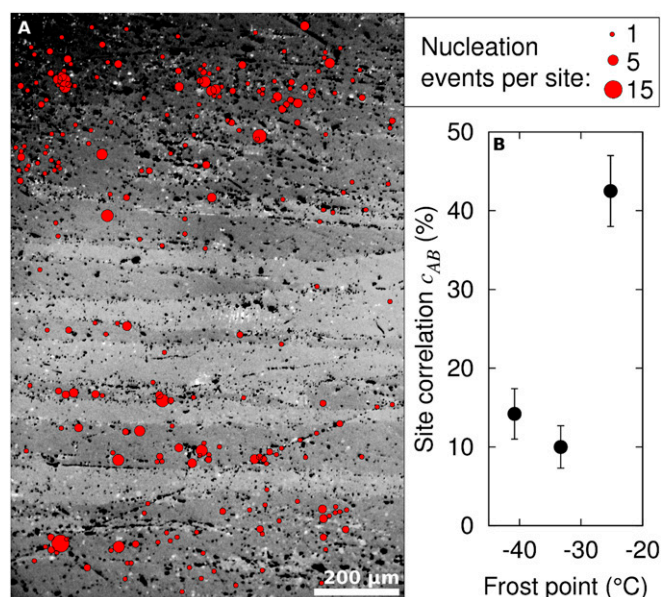 A
Nucleation
events per site:
1
5
15
200 µm
B
50
40
30
20
10
0
Site correlation c_AB (%)
-40
-30
-20
Frost point (°C)